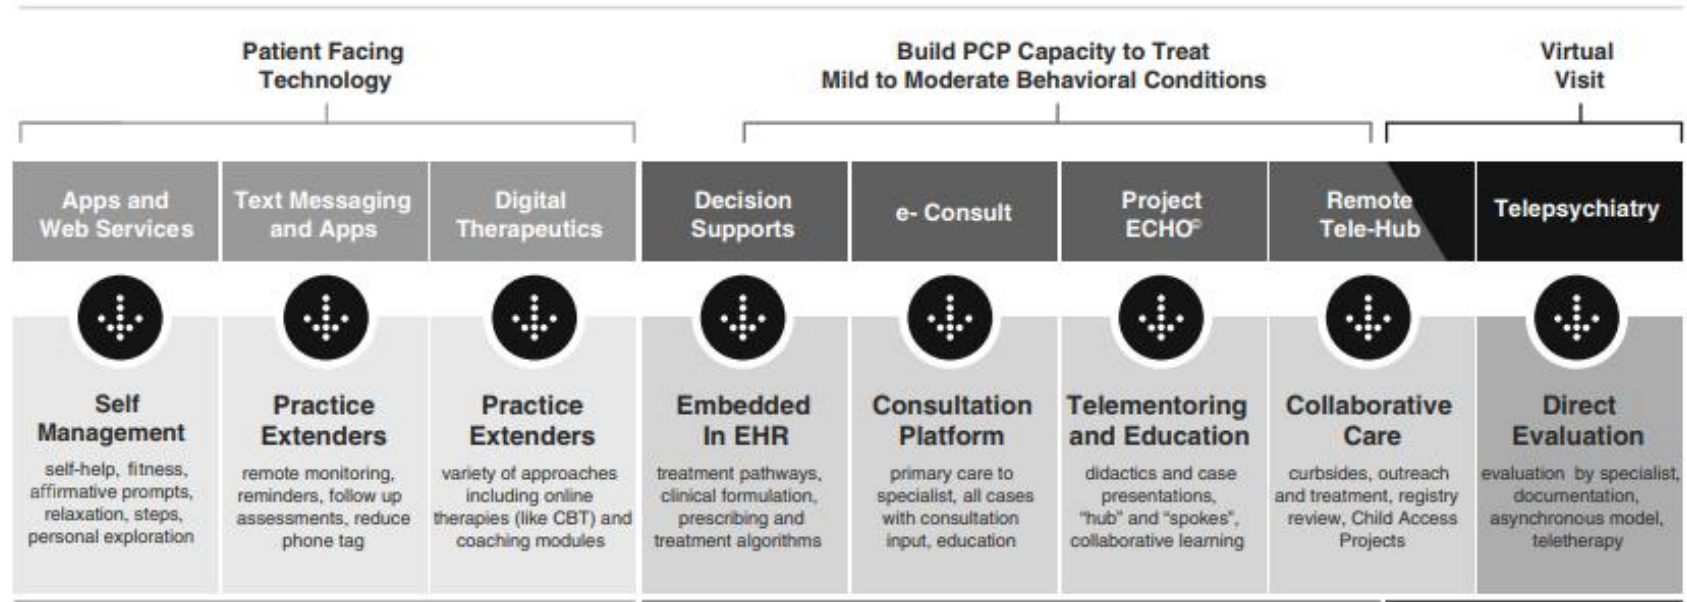 Patient Facing
Technology
Build PCP Capacity to Treat
Mild to Moderate Behavioral Conditions
Virtual
Visit
Apps and
Web Services
Text Messaging
and Apps
Digital
Therapeutics
Decision
Supports
e- Consult
Project
ECHO©
Remote
Tele-Hub
Telepsychiatry
Self
Management
self-help, fitness,
affirmative prompts,
relaxation, steps,
personal exploration
Practice
Extenders
remote monitoring,
reminders, follow up
assessments, reduce
phone tag
Practice
Extenders
variety of approaches
including online
therapies (like CBT) and
coaching modules
Embedded
In EHR
treatment pathways,
clinical formulation,
prescribing and
treatment algorithms
Consultation
Platform
primary care to
specialist, all cases
with consultation
input, education
Telementoring
and Education
didactics and case
presentations,
“hub” and “spokes”,
collaborative learning
Collaborative
Care
curbsides, outreach
and treatment, registry
review, Child Access
Projects
Direct
Evaluation
evaluation by specialist,
documentation,
asynchronous model,
teletherapy